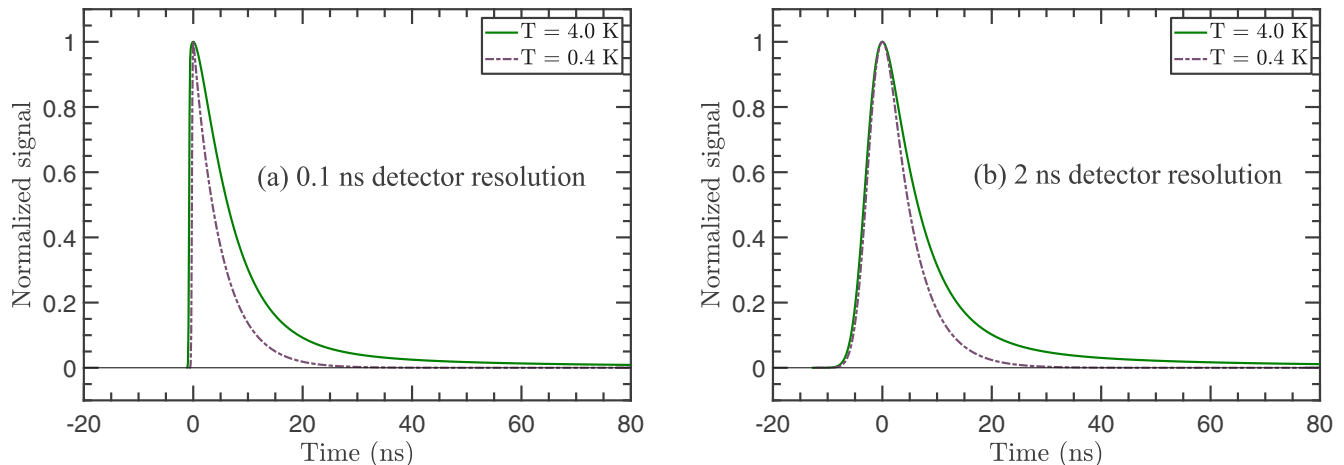 T = 4.0 K
T = 0.4 K
(a) 0.1 ns detector resolution
Normalized signal
1
0.8
0.6
0.4
0.2
0
-20
0
20
40
60
80
Time (ns)
T = 4.0 K
T = 0.4 K
(b) 2 ns detector resolution
Normalized signal
1
0.8
0.6
0.4
0.2
0
-20
0
20
40
60
80
Time (ns)